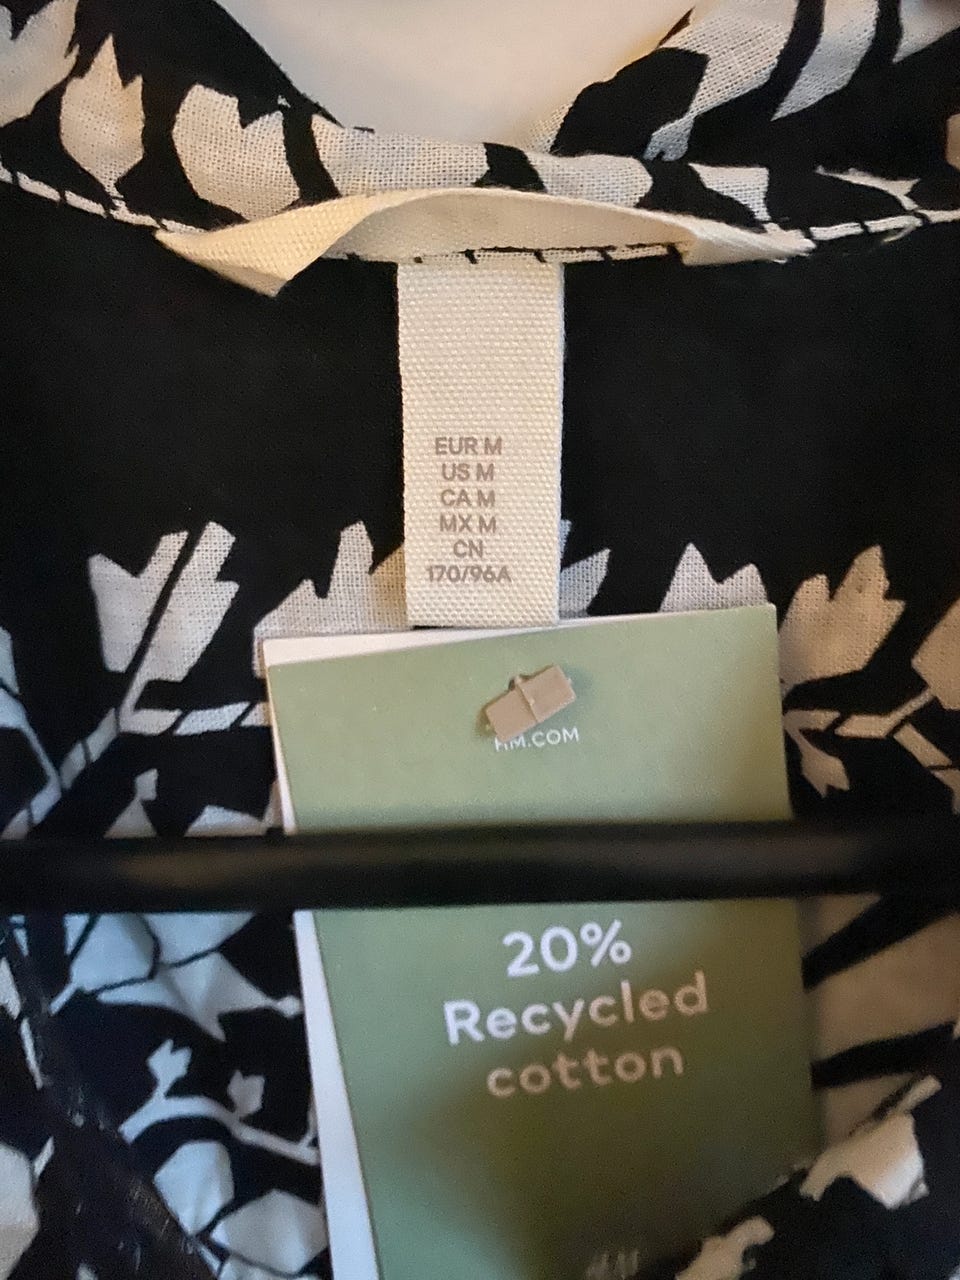 EUR M
US M
CA M
MX M
CN
170/96A
HM.COM
20%
Recycled
cotton